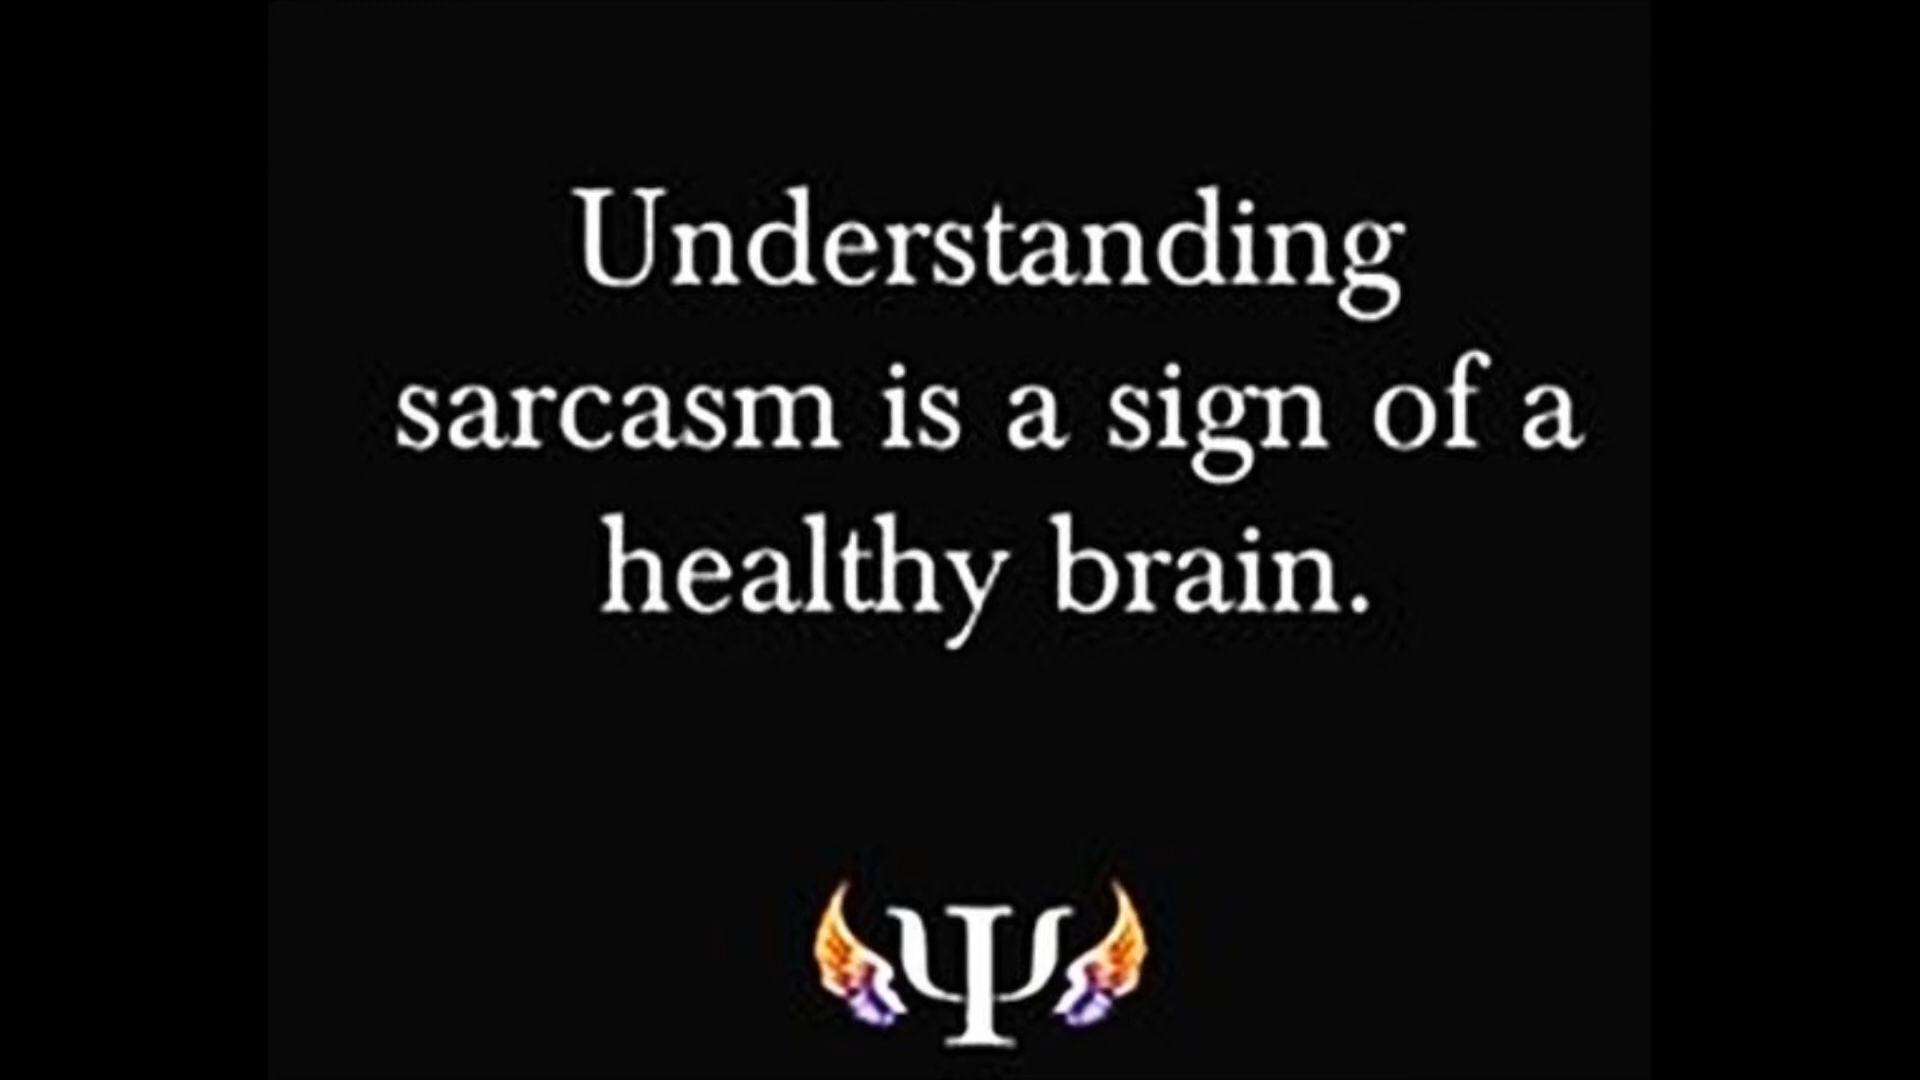 Understanding
sarcasm is a sign of a
healthy brain.
Ψ